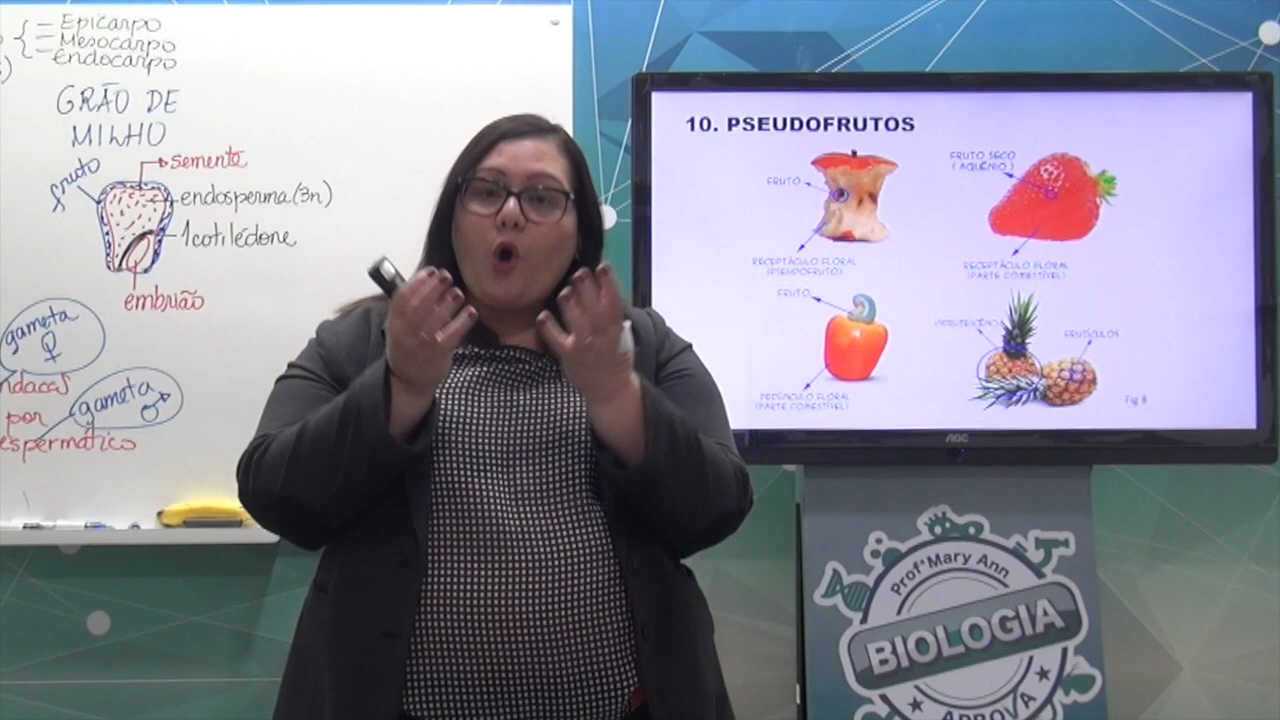 Epicarpo
Mesocarpo
Endocarpo
GRÃO DE
MILHO
fruto
semente
endosperma (3n)
1 cotilédone
embrião
gameta
♀
gameta ♂
por
espermático
10. PSEUDOFRUTOS
FRUTO
RECEPTÁCULO FLORAL
(PSEUDOFRUTO)
FRUTO SECO
(AQUÊNIO)
RECEPTÁCULO FLORAL
(PARTE COMESTÍVEL)
FRUTO
PEDÚNCULO FLORAL
(PARTE COMESTÍVEL)
FRUTÍCULOS
Fig 8
AOC
Profª Mary Ann
BIOLOGIA
APROVA